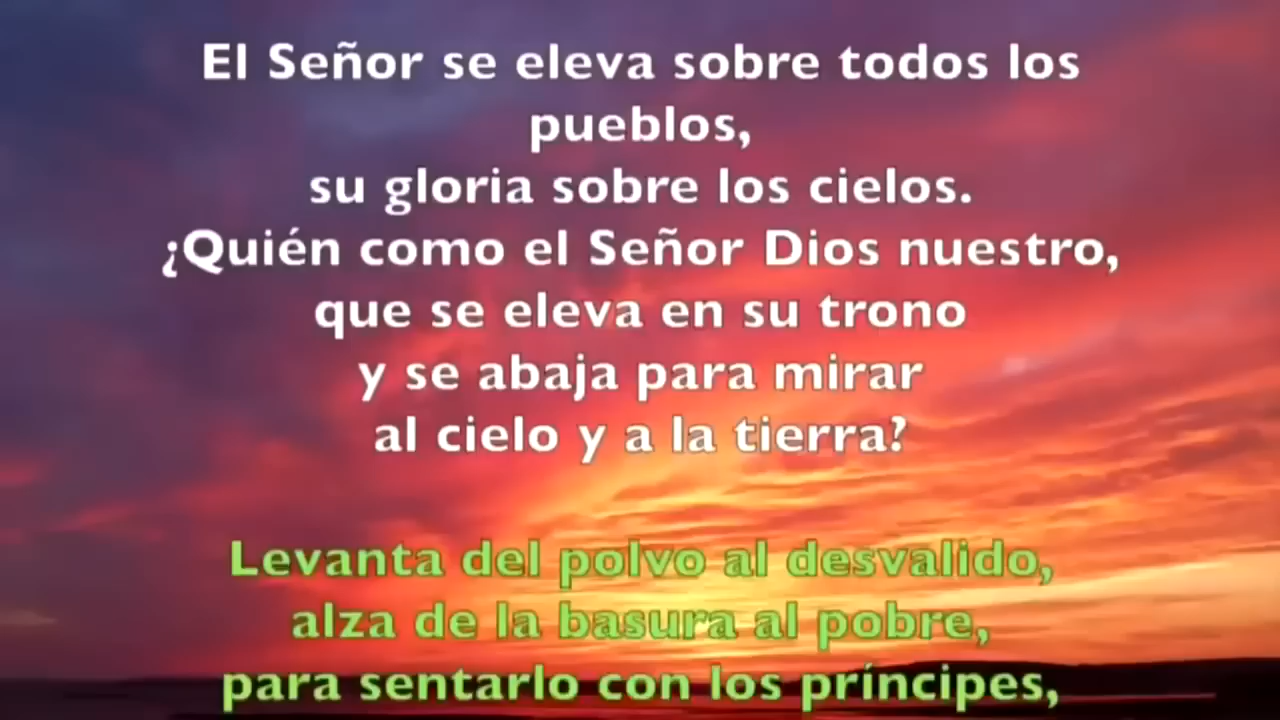 El Señor se eleva sobre todos los
pueblos,
su gloria sobre los cielos.
¿Quién como el Señor Dios nuestro,
que se eleva en su trono
y se abaja para mirar
al cielo y a la tierra?
Levanta del polvo al desvalido,
alza de la basura al pobre,
para sentarlo con los príncipes,